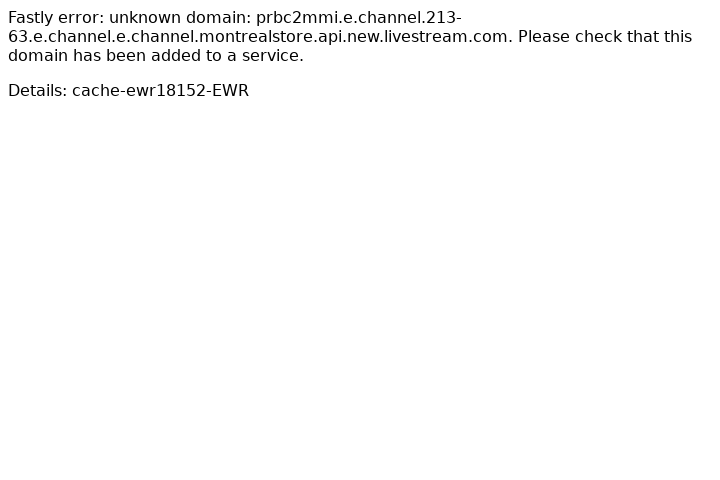 Fastly error: unknown domain: prbc2mmi.e.channel.213-
63.e.channel.e.channel.montrealstore.api.new.livestream.com. Please check that this
domain has been added to a service.
Details: cache-ewr18152-EWR